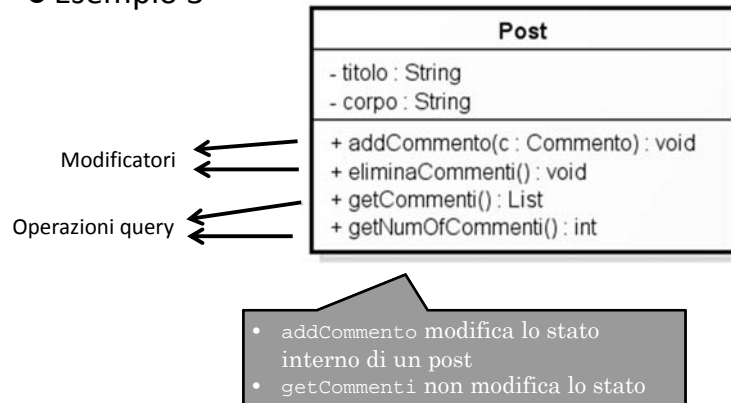 Esempio 3
Post
- titolo : String
- corpo : String
+ addCommento(c : Commento) : void
+ eliminaCommenti() : void
+ getCommenti() : List
+ getNumOfCommenti() : int
Modificatori
Operazioni query
• addCommento modifica lo stato
interno di un post
• getCommenti non modifica lo stato